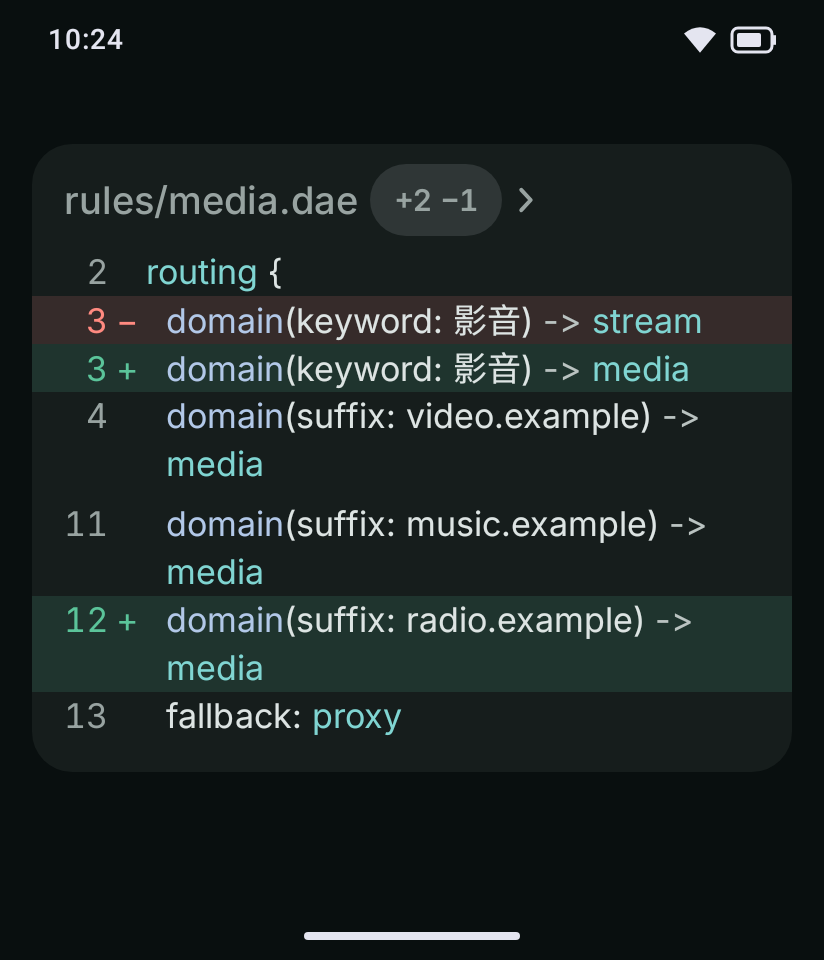 10:24
rules/media.dae +2 −1
2 routing {
3 − domain(keyword: 影音) -> stream
3 + domain(keyword: 影音) -> media
4 domain(suffix: video.example) ->
media
11 domain(suffix: music.example) ->
media
12 + domain(suffix: radio.example) ->
media
13 fallback: proxy